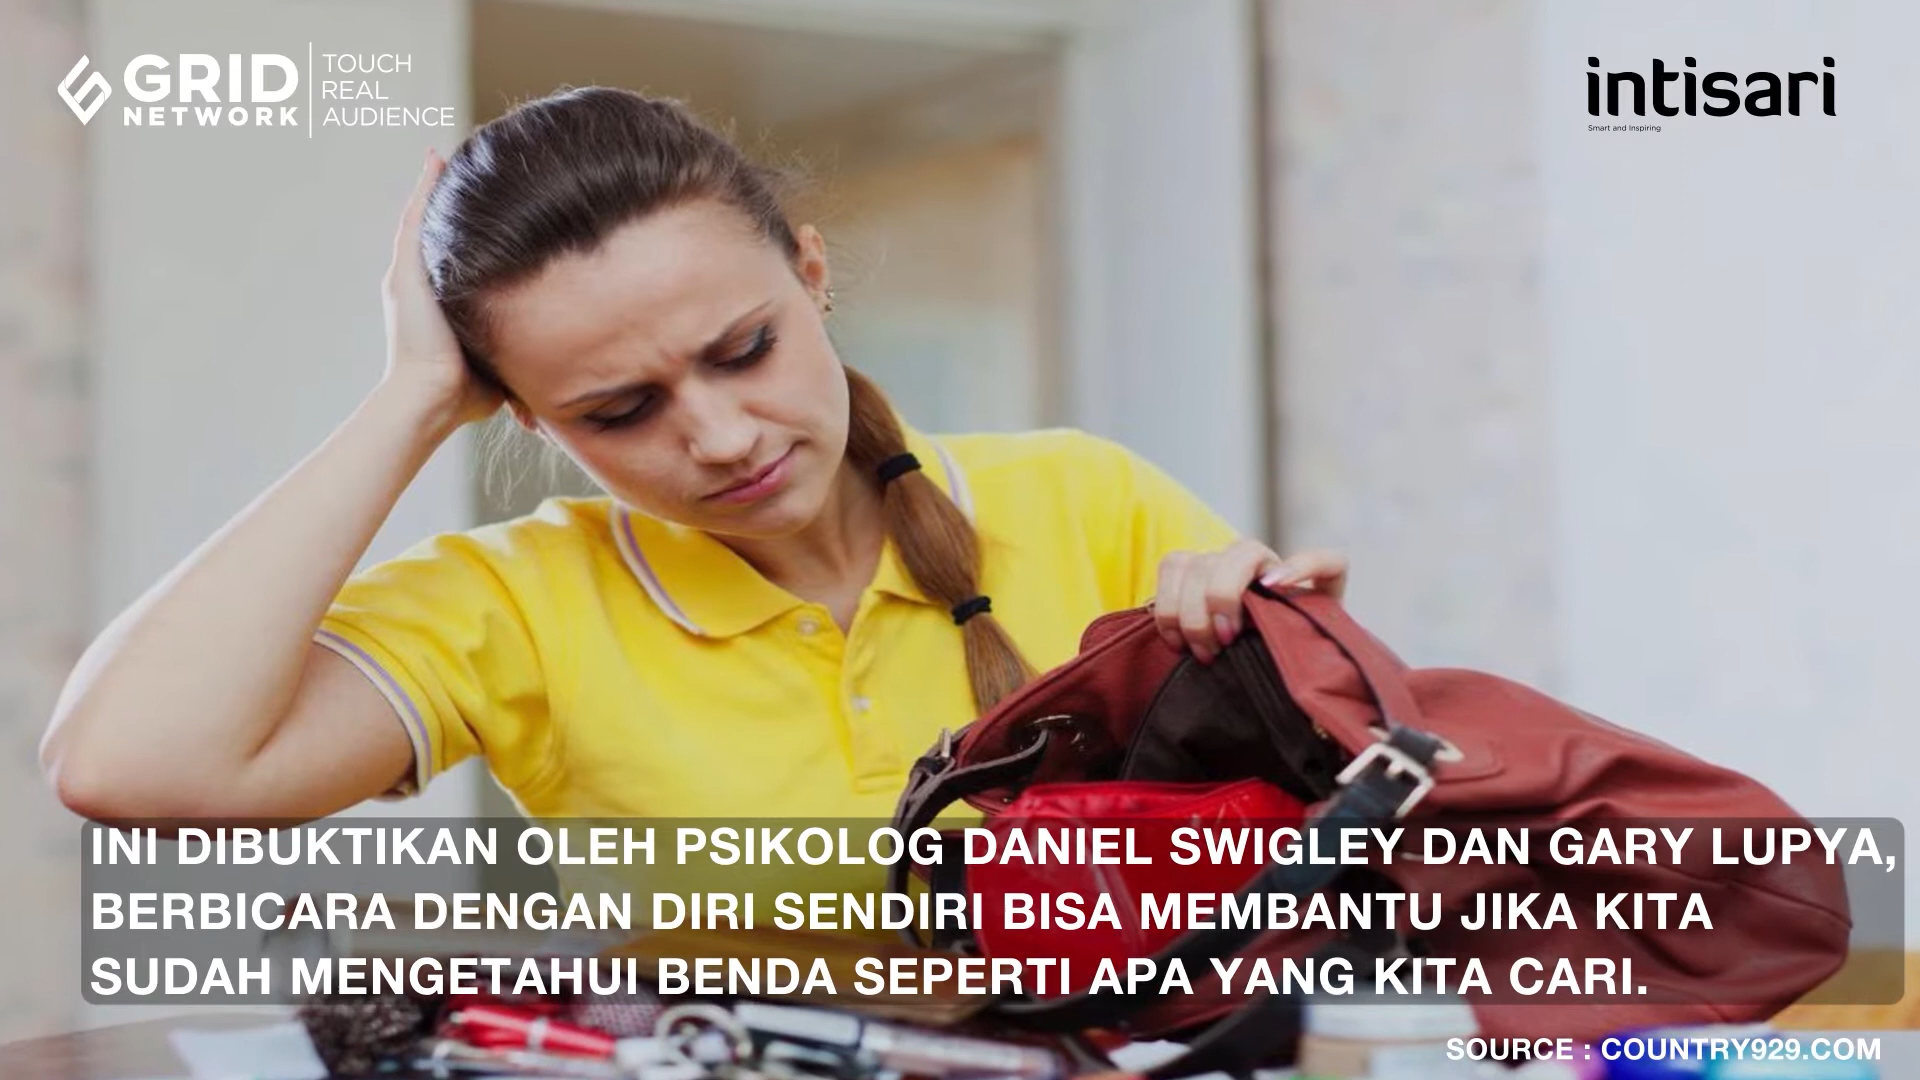 GRID
NETWORK
TOUCH
REAL
AUDIENCE
intisari
Smart and Inspiring
INI DIBUKTIKAN OLEH PSIKOLOG DANIEL SWIGLEY DAN GARY LUPYA,
BERBICARA DENGAN DIRI SENDIRI BISA MEMBANTU JIKA KITA
SUDAH MENGETAHUI BENDA SEPERTI APA YANG KITA CARI.
SOURCE : COUNTRY929.COM